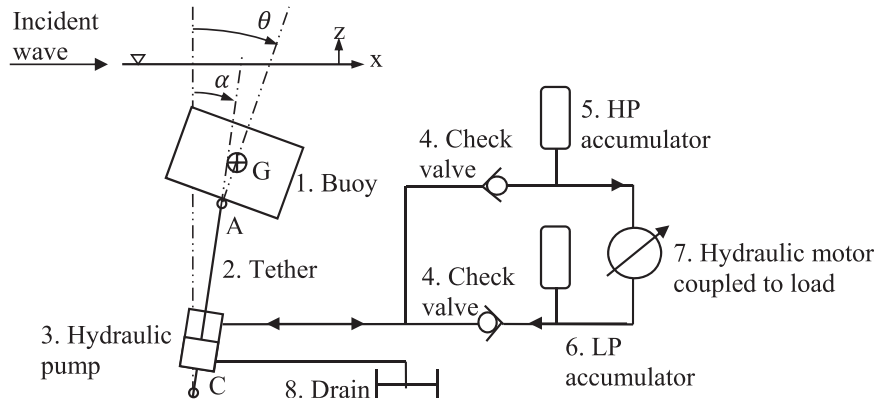 Incident
wave
θ
z
x
α
G
1. Buoy
A
2. Tether
3. Hydraulic
pump
C
8. Drain
4. Check
valve
5. HP
accumulator
4. Check
valve
7. Hydraulic motor
coupled to load
6. LP
accumulator